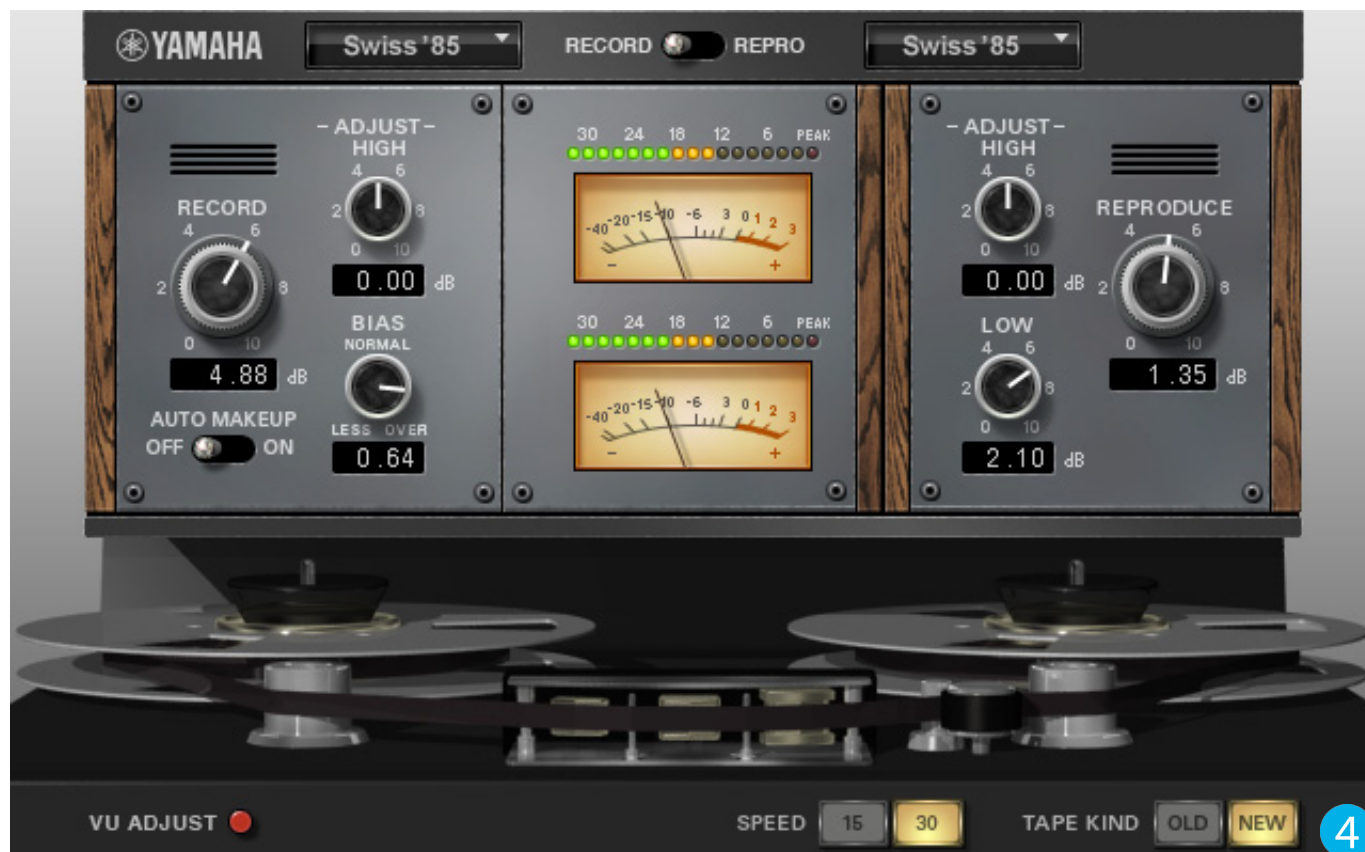 YAMAHA
Swiss '85
RECORD REPRO
Swiss '85
- ADJUST -
HIGH
4 6
2 8
0 10
0.00 dB
RECORD
4 6
2 8
0 10
4.88 dB
BIAS
NORMAL
LESS OVER
0.64
AUTO MAKEUP
OFF ON
30 24 18 12 6 PEAK
-40 -20 -15 -10 -6 3 0 1 2 3
- +
30 24 18 12 6 PEAK
-40 -20 -15 -10 -6 3 0 1 2 3
- +
- ADJUST -
HIGH
4 6
2 8
0 10
0.00 dB
LOW
4 6
2 8
0 10
2.10 dB
REPRODUCE
4 6
2 8
0 10
1.35 dB
VU ADJUST
SPEED 15 30
TAPE KIND OLD NEW
4